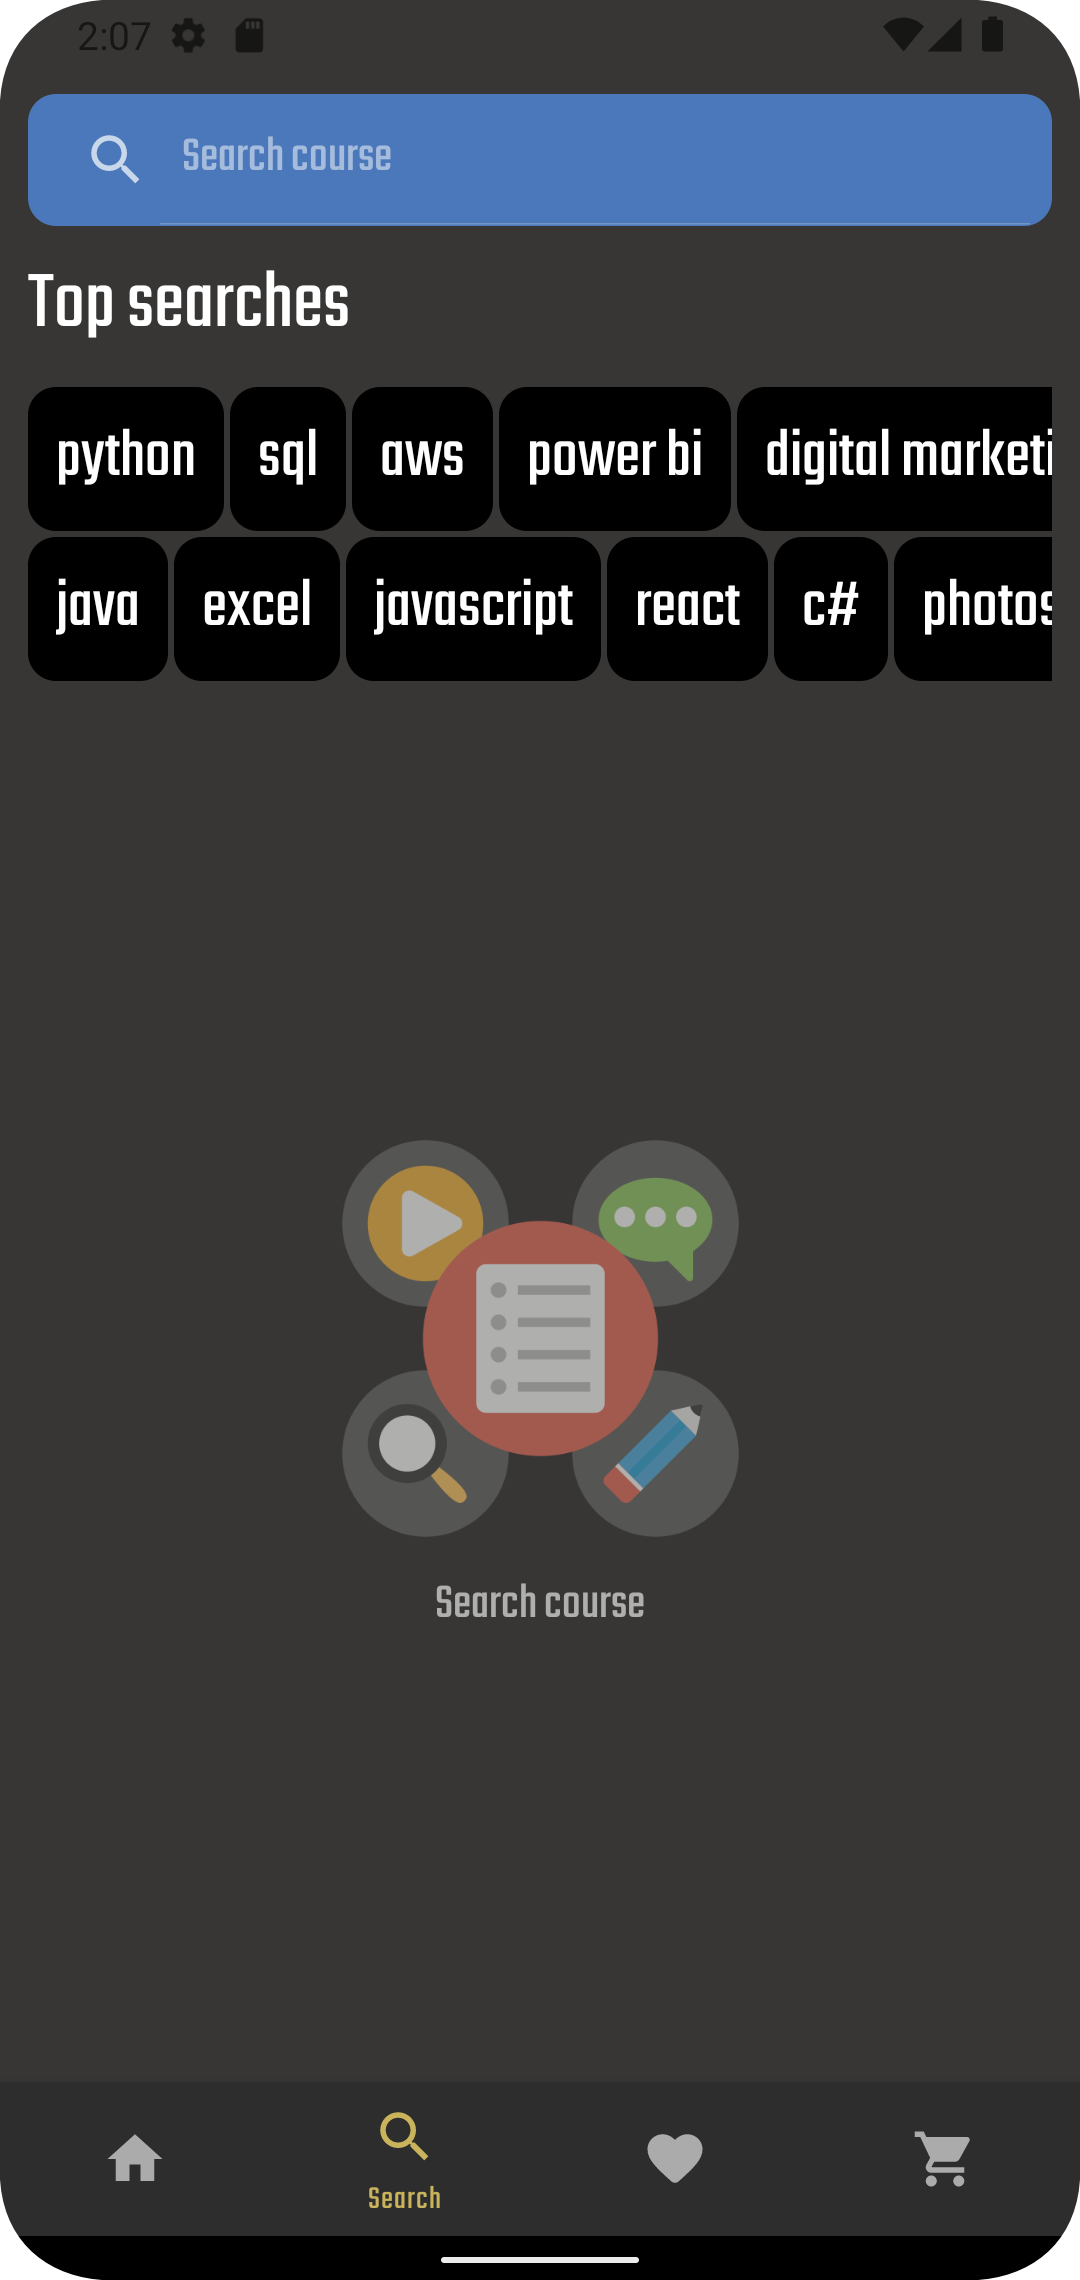 2:07
Search course
Top searches
python sql aws power bi digital marketi
java excel javascript react c# photos
Search course
Search